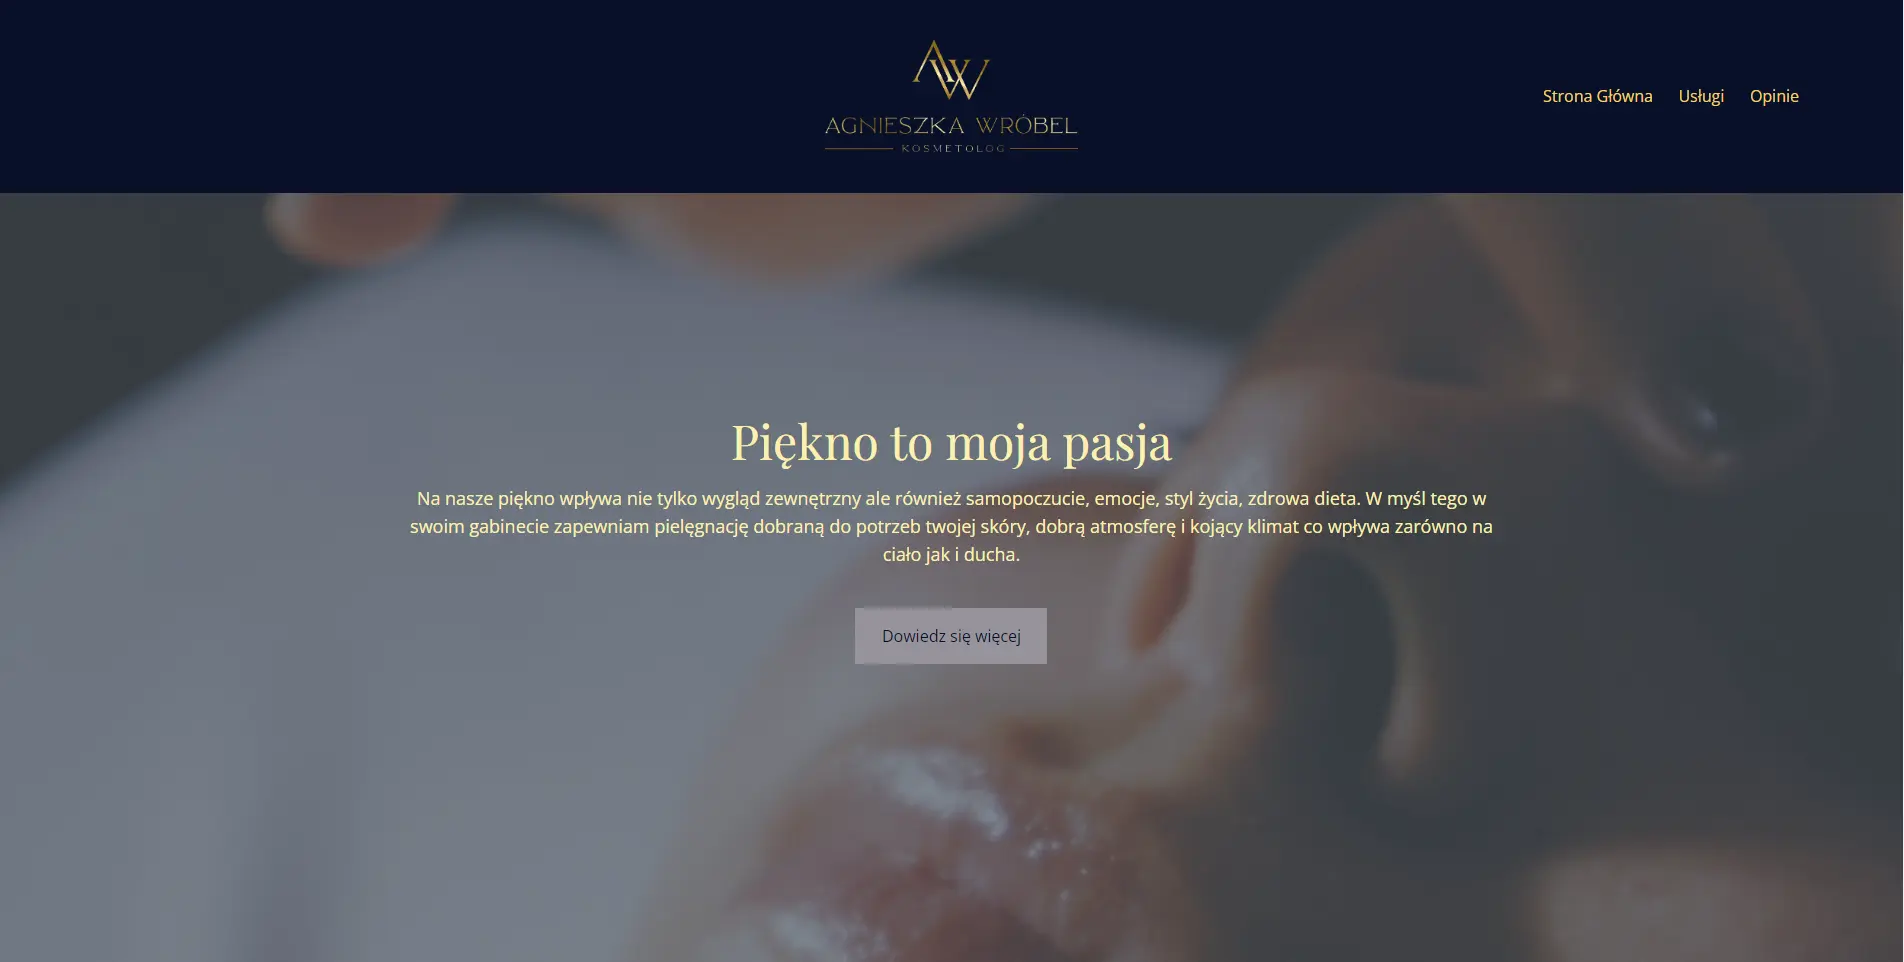 AW
AGNIESZKA WRÓBEL
KOSMETOLOG
Strona Główna Usługi Opinie
Piękno to moja pasja
Na nasze piękno wpływa nie tylko wygląd zewnętrzny ale również samopoczucie, emocje, styl życia, zdrowa dieta. W myśl tego w
swoim gabinecie zapewniam pielęgnację dobraną do potrzeb twojej skóry, dobrą atmosferę i kojący klimat co wpływa zarówno na
ciało jak i ducha.
Dowiedz się więcej